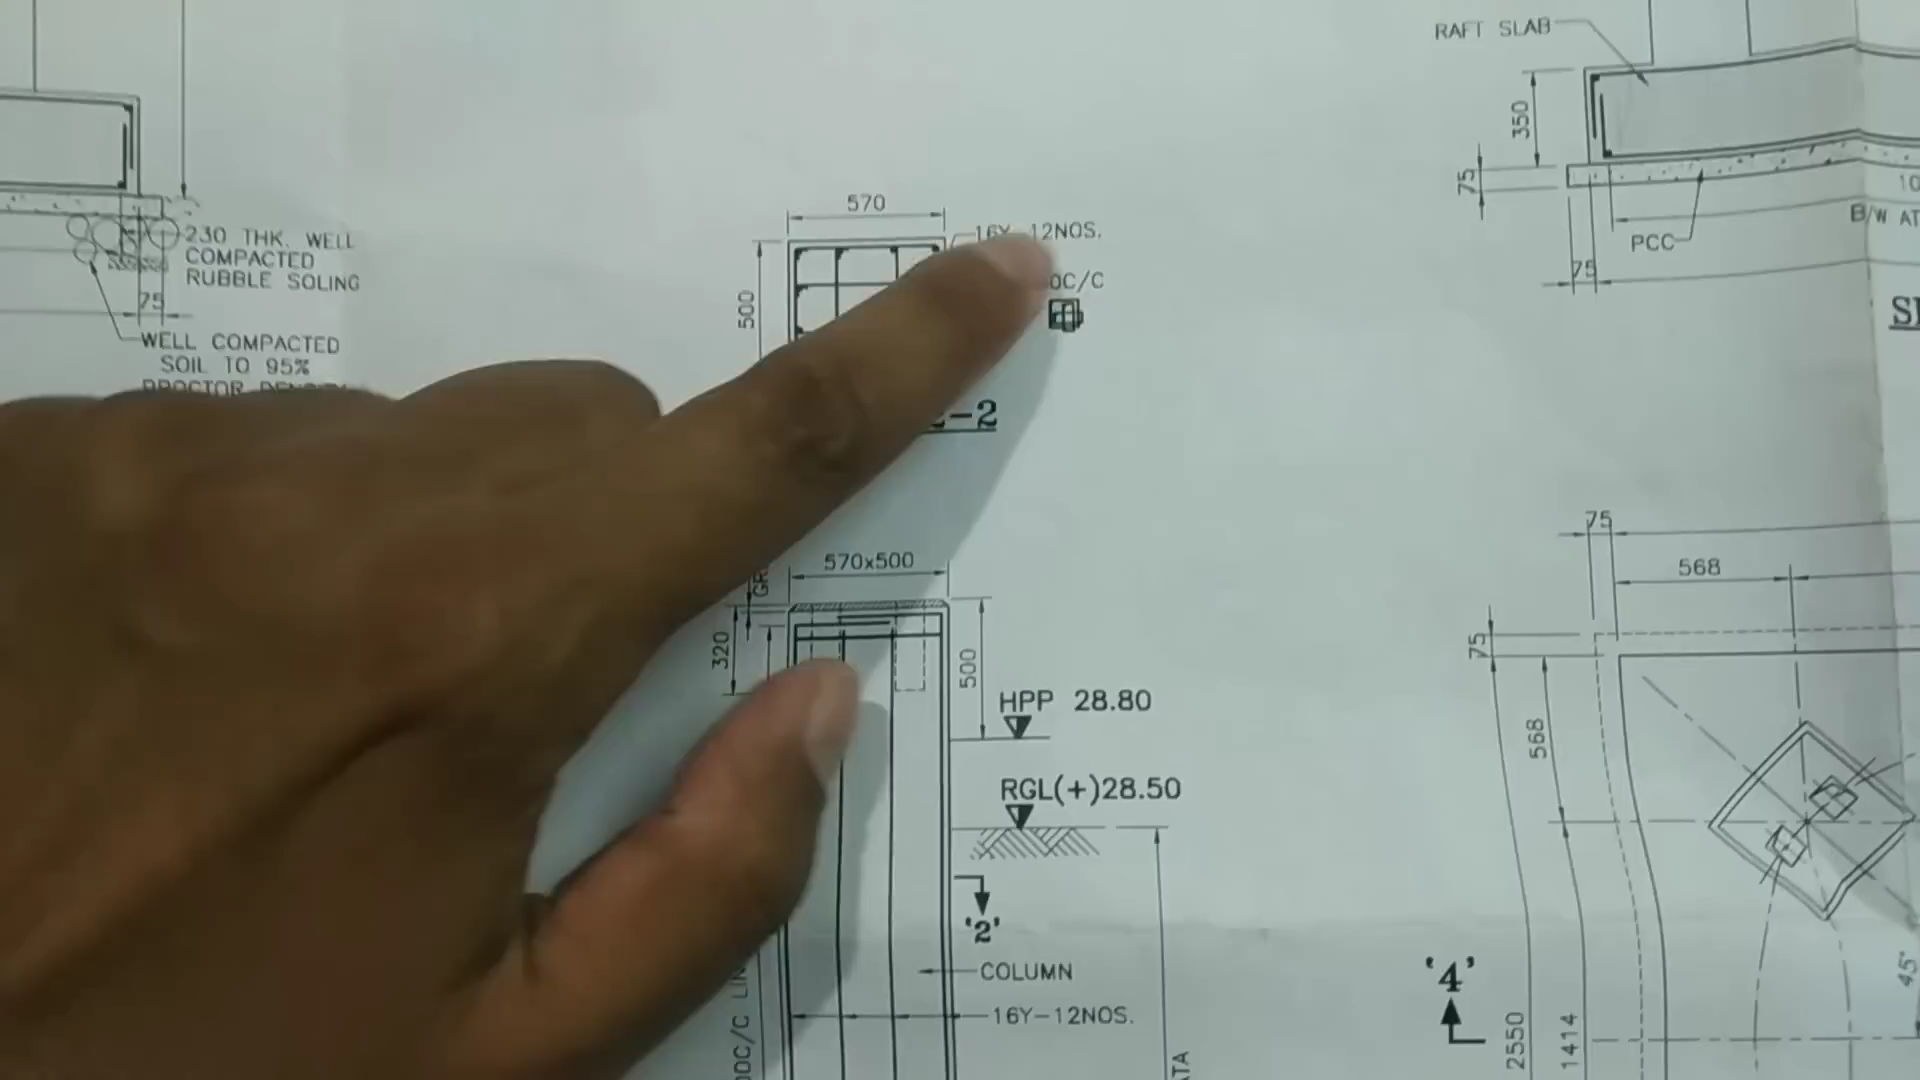 RAFT SLAB
350
75
10
B/W AT
PCC
75
230 THK. WELL
COMPACTED
RUBBLE SOLING
75
WELL COMPACTED
SOIL TO 95%
PROCTOR
570
500
16Y-12NOS.
C/C
2-2
570x500
320
500
HPP 28.80
RGL(+)28.50
'2'
COLUMN
16Y-12NOS.
C/C
75
568
75
568
'4'
2550
1414
45°